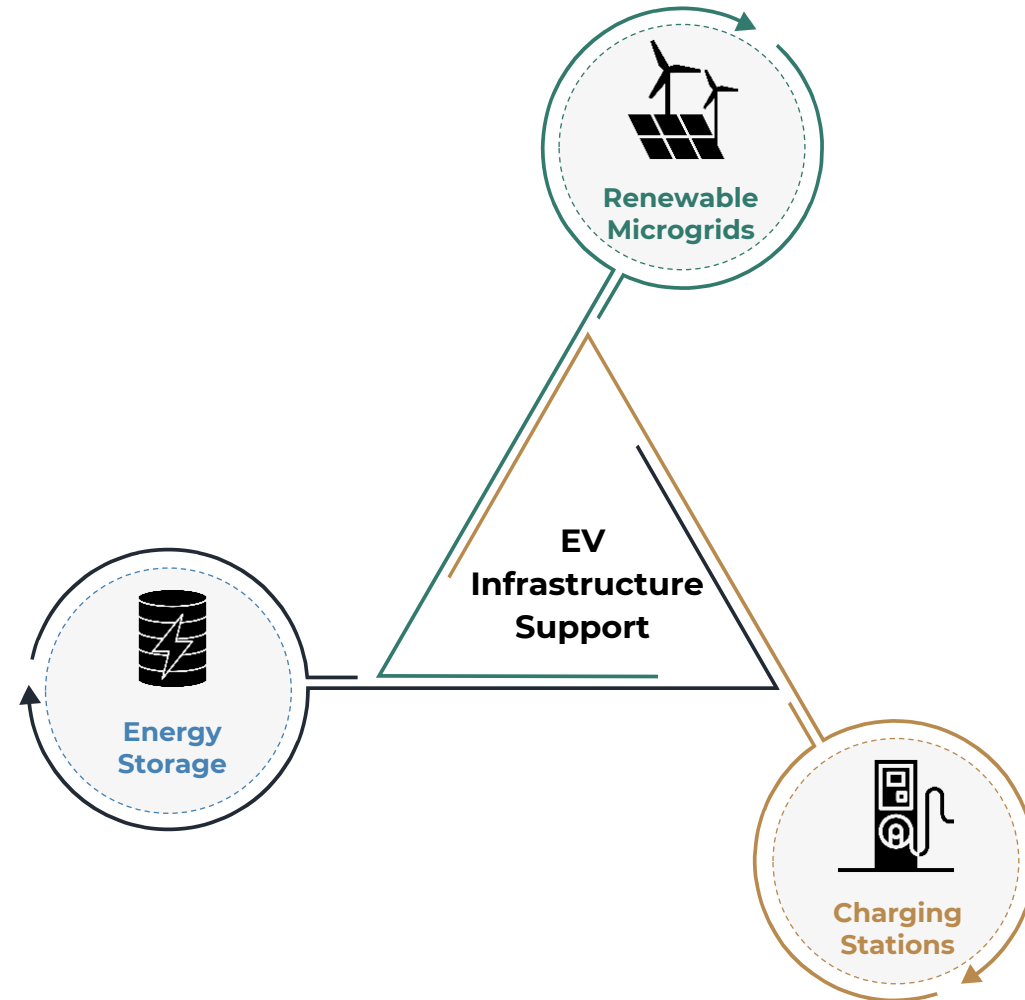 Renewable
Microgrids
EV
Infrastructure
Support
Energy
Storage
Charging
Stations